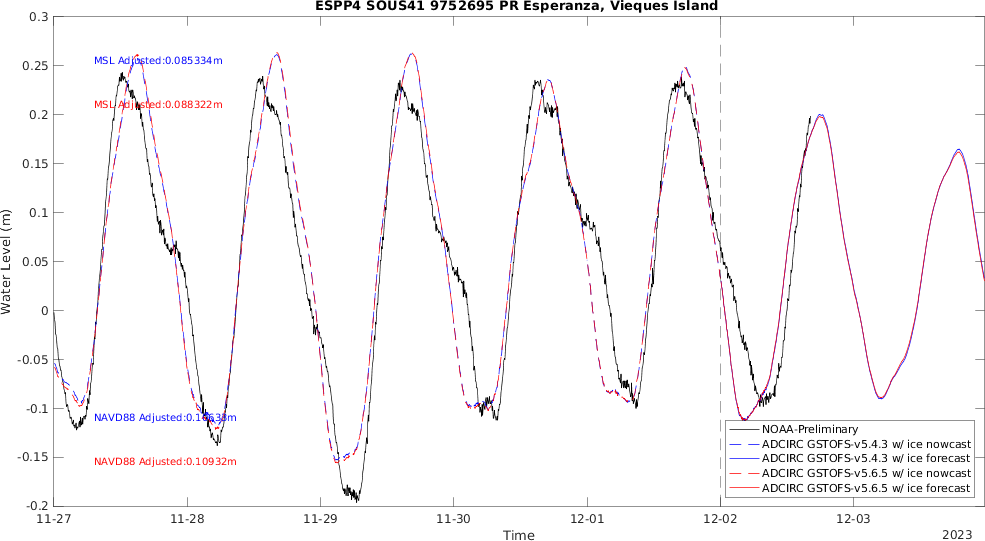 ESPP4 SOUS41 9752695 PR Esperanza, Vieques Island
0.3
0.25
0.2
0.15
0.1
0.05
0
-0.05
-0.1
-0.15
-0.2
Water Level (m)
MSL Adjusted:0.085334m
MSL Adjusted:0.088322m
NAVD88
NAVD88 Adjusted:0.10932m
NOAA-Preliminary
ADCIRC GSTOFS-v5.4.3 w/ ice nowcast
ADCIRC GSTOFS-v5.4.3 w/ ice forecast
ADCIRC GSTOFS-v5.6.5 w/ ice nowcast
ADCIRC GSTOFS-v5.6.5 w/ ice forecast
11-27
11-28
11-29
11-30
12-01
12-02
12-03
Time
2023